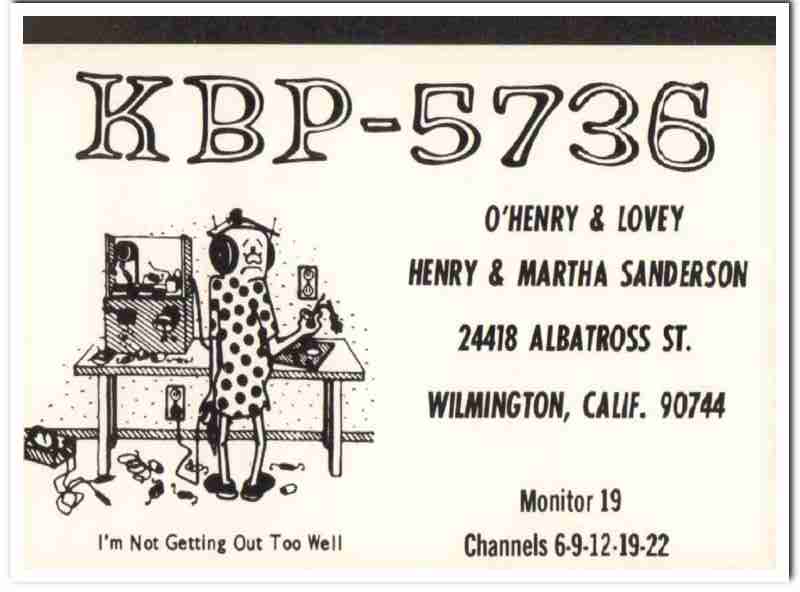 KBP-5736
O'HENRY & LOVEY
HENRY & MARTHA SANDERSON
24418 ALBATROSS ST.
WILMINGTON, CALIF. 90744
Monitor 19
Channels 6-9-12-19-22
I'm Not Getting Out Too Well